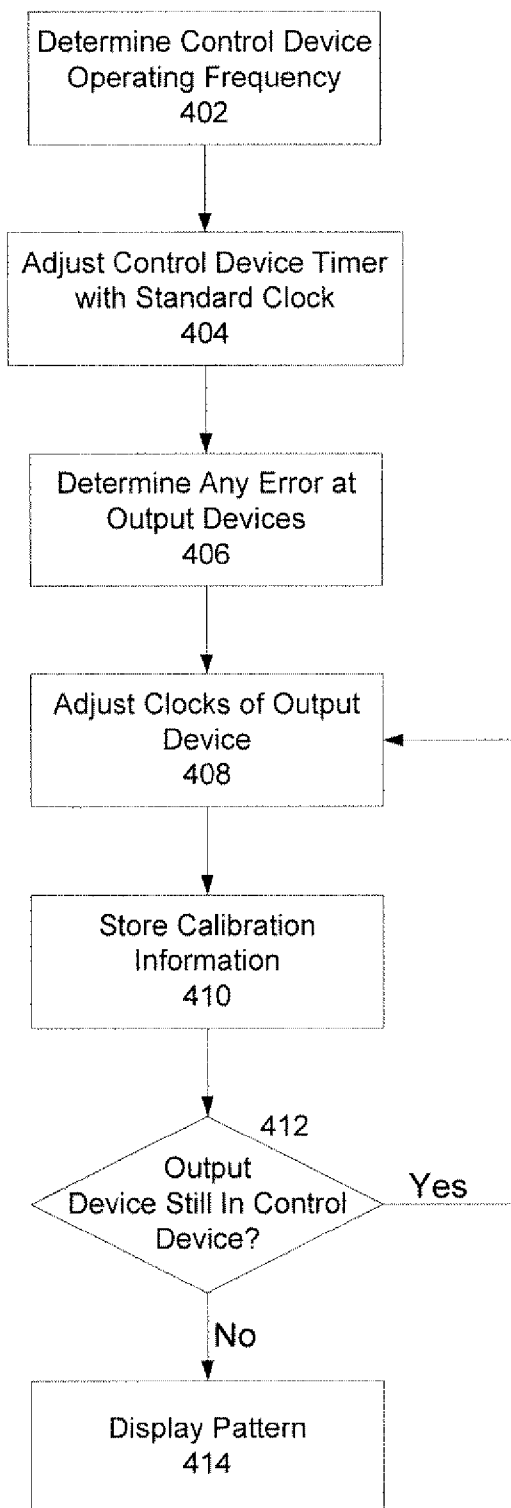 Determine Control Device
Operating Frequency
402
Adjust Control Device Timer
with Standard Clock
404
Determine Any Error at
Output Devices
406
Adjust Clocks of Output
Device
408
Store Calibration
Information
410
412
Output
Device Still In Control
Device?
Yes
No
Display Pattern
414